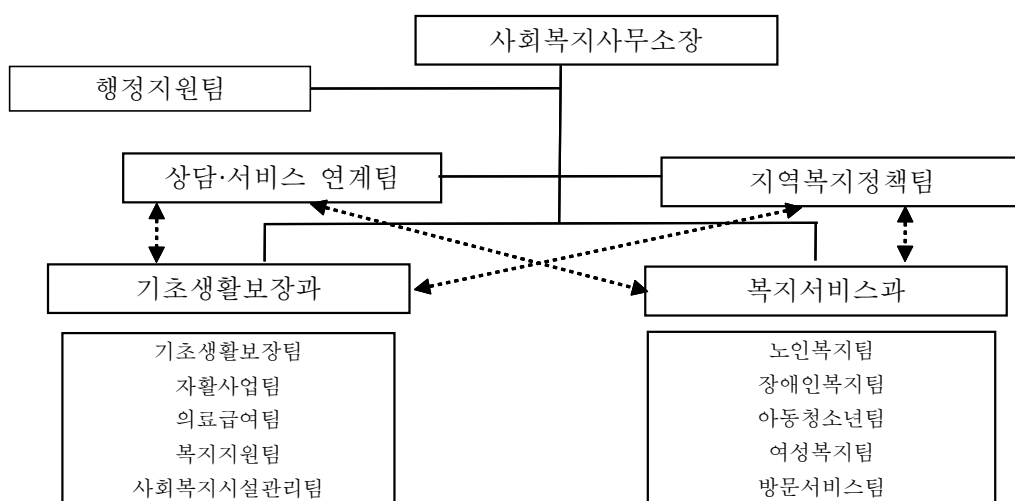 사회복지사무소장
행정지원팀
상담·서비스 연계팀
지역복지정책팀
기초생활보장과
복지서비스과
기초생활보장팀
자활사업팀
의료급여팀
복지지원팀
사회복지시설관리팀
노인복지팀
장애인복지팀
아동청소년팀
여성복지팀
방문서비스팀